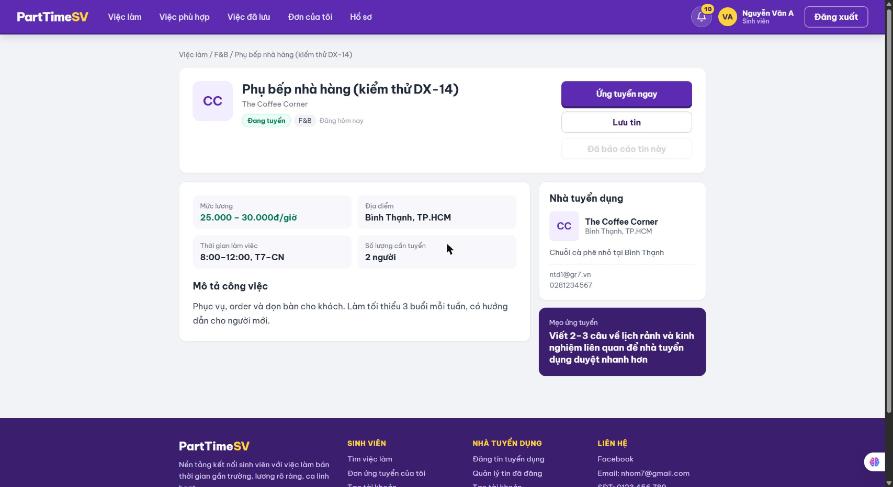 PartTimeSV
Việc làm
Việc phù hợp
Việc đã lưu
Đơn của tôi
Hồ sơ
10
VA
Nguyễn Văn A
Sinh viên
Đăng xuất
Việc làm / F&B / Phụ bếp nhà hàng (kiểm thử DX-14)
CC
Phụ bếp nhà hàng (kiểm thử DX-14)
The Coffee Corner
Đang tuyển
F&B
Đăng hôm nay
Ứng tuyển ngay
Lưu tin
Đã báo cáo tin này
Mức lương
25.000 – 30.000đ/giờ
Địa điểm
Bình Thạnh, TP.HCM
Thời gian làm việc
8:00–12:00, T7–CN
Số lượng cần tuyển
2 người
Mô tả công việc
Phục vụ, order và dọn bàn cho khách. Làm tối thiểu 3 buổi mỗi tuần, có hướng
dẫn cho người mới.
Nhà tuyển dụng
CC
The Coffee Corner
Bình Thạnh, TP.HCM
Chuỗi cà phê nhỏ tại Bình Thạnh
ntd1@gr7.vn
0281234567
Mẹo ứng tuyển
Viết 2–3 câu về lịch rảnh và kinh
nghiệm liên quan để nhà tuyển
dụng duyệt nhanh hơn
PartTimeSV
Nền tảng kết nối sinh viên với việc làm bán
thời gian gần trường, lương rõ ràng, ca linh
SINH VIÊN
Tìm việc làm
Đơn ứng tuyển của tôi
NHÀ TUYỂN DỤNG
Đăng tin tuyển dụng
Quản lý tin đã đăng
LIÊN HỆ
Facebook
Email: nhom7@gmail.com